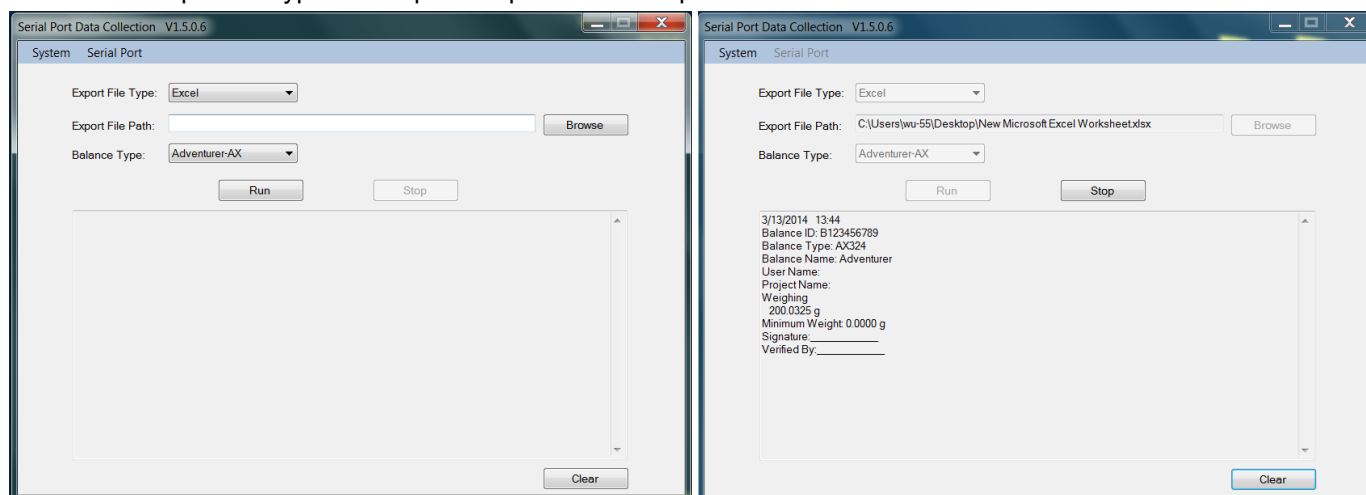 Serial Port Data Collection V1.5.0.6
System Serial Port
Export File Type: Excel
Export File Path: Browse
Balance Type: Adventurer-AX
Run Stop
Clear
Serial Port Data Collection V1.5.0.6
System Serial Port
Export File Type: Excel
Export File Path: C:\Users\wu-55\Desktop\New Microsoft Excel Worksheet.xlsx Browse
Balance Type: Adventurer-AX
Run Stop
3/13/2014 13:44
Balance ID: B123456789
Balance Type: AX324
Balance Name: Adventurer
User Name:
Project Name:
Weighing
200.0325 g
Minimum Weight: 0.0000 g
Signature:____________
Verified By:____________
Clear